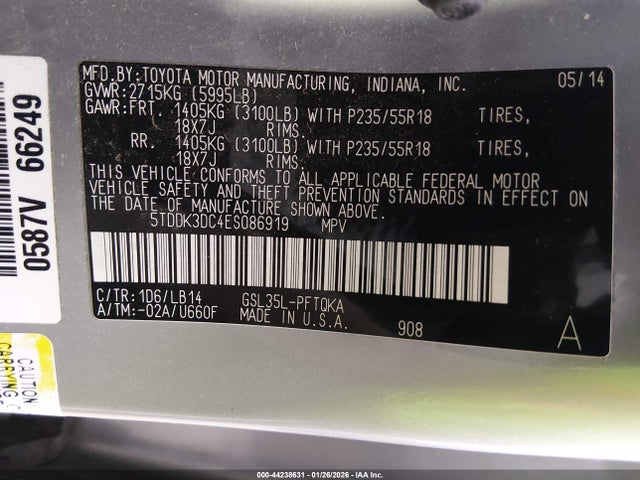 MFD.BY:TOYOTA MOTOR MANUFACTURING, INDIANA, INC. 05/14
GVWR:2715KG (5995LB)
GAWR:FRT. 1405KG (3100LB) WITH P235/55R18 TIRES,
18X7J RIMS.
RR. 1405KG (3100LB) WITH P235/55R18 TIRES,
18X7J RIMS.
THIS VEHICLE CONFORMS TO ALL APPLICABLE FEDERAL MOTOR
VEHICLE SAFETY AND THEFT PREVENTION STANDARDS IN EFFECT ON
THE DATE OF MANUFACTURE SHOWN ABOVE.
5TDDK3DC4ES086919 MPV
C/TR:1D6/LB14 GSL35L-PFTQKA
A/TM:-02A/U660F MADE IN U.S.A. 908 A
0587V 66249
CAUTION
CARRYING
000-44238631 - 01/26/2026 - IAA Inc.